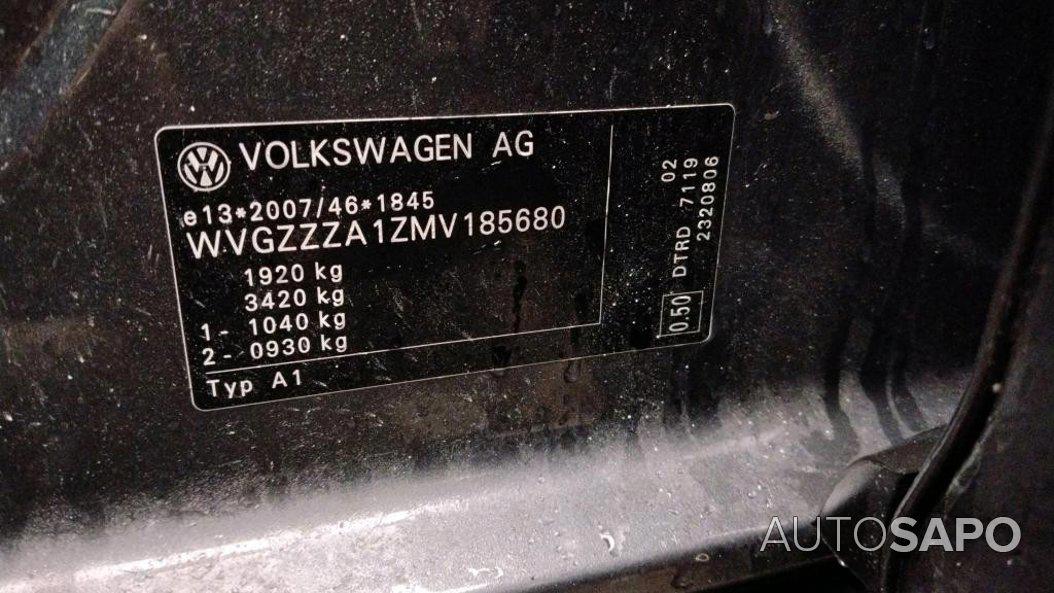 VOLKSWAGEN AG
e13*2007/46*1845
WVGZZZA1ZMV185680
1920 kg
3420 kg
1- 1040 kg
2- 0930 kg
Typ A1
0.50 DTRD 7119 02
2320806
AUTOSAPO